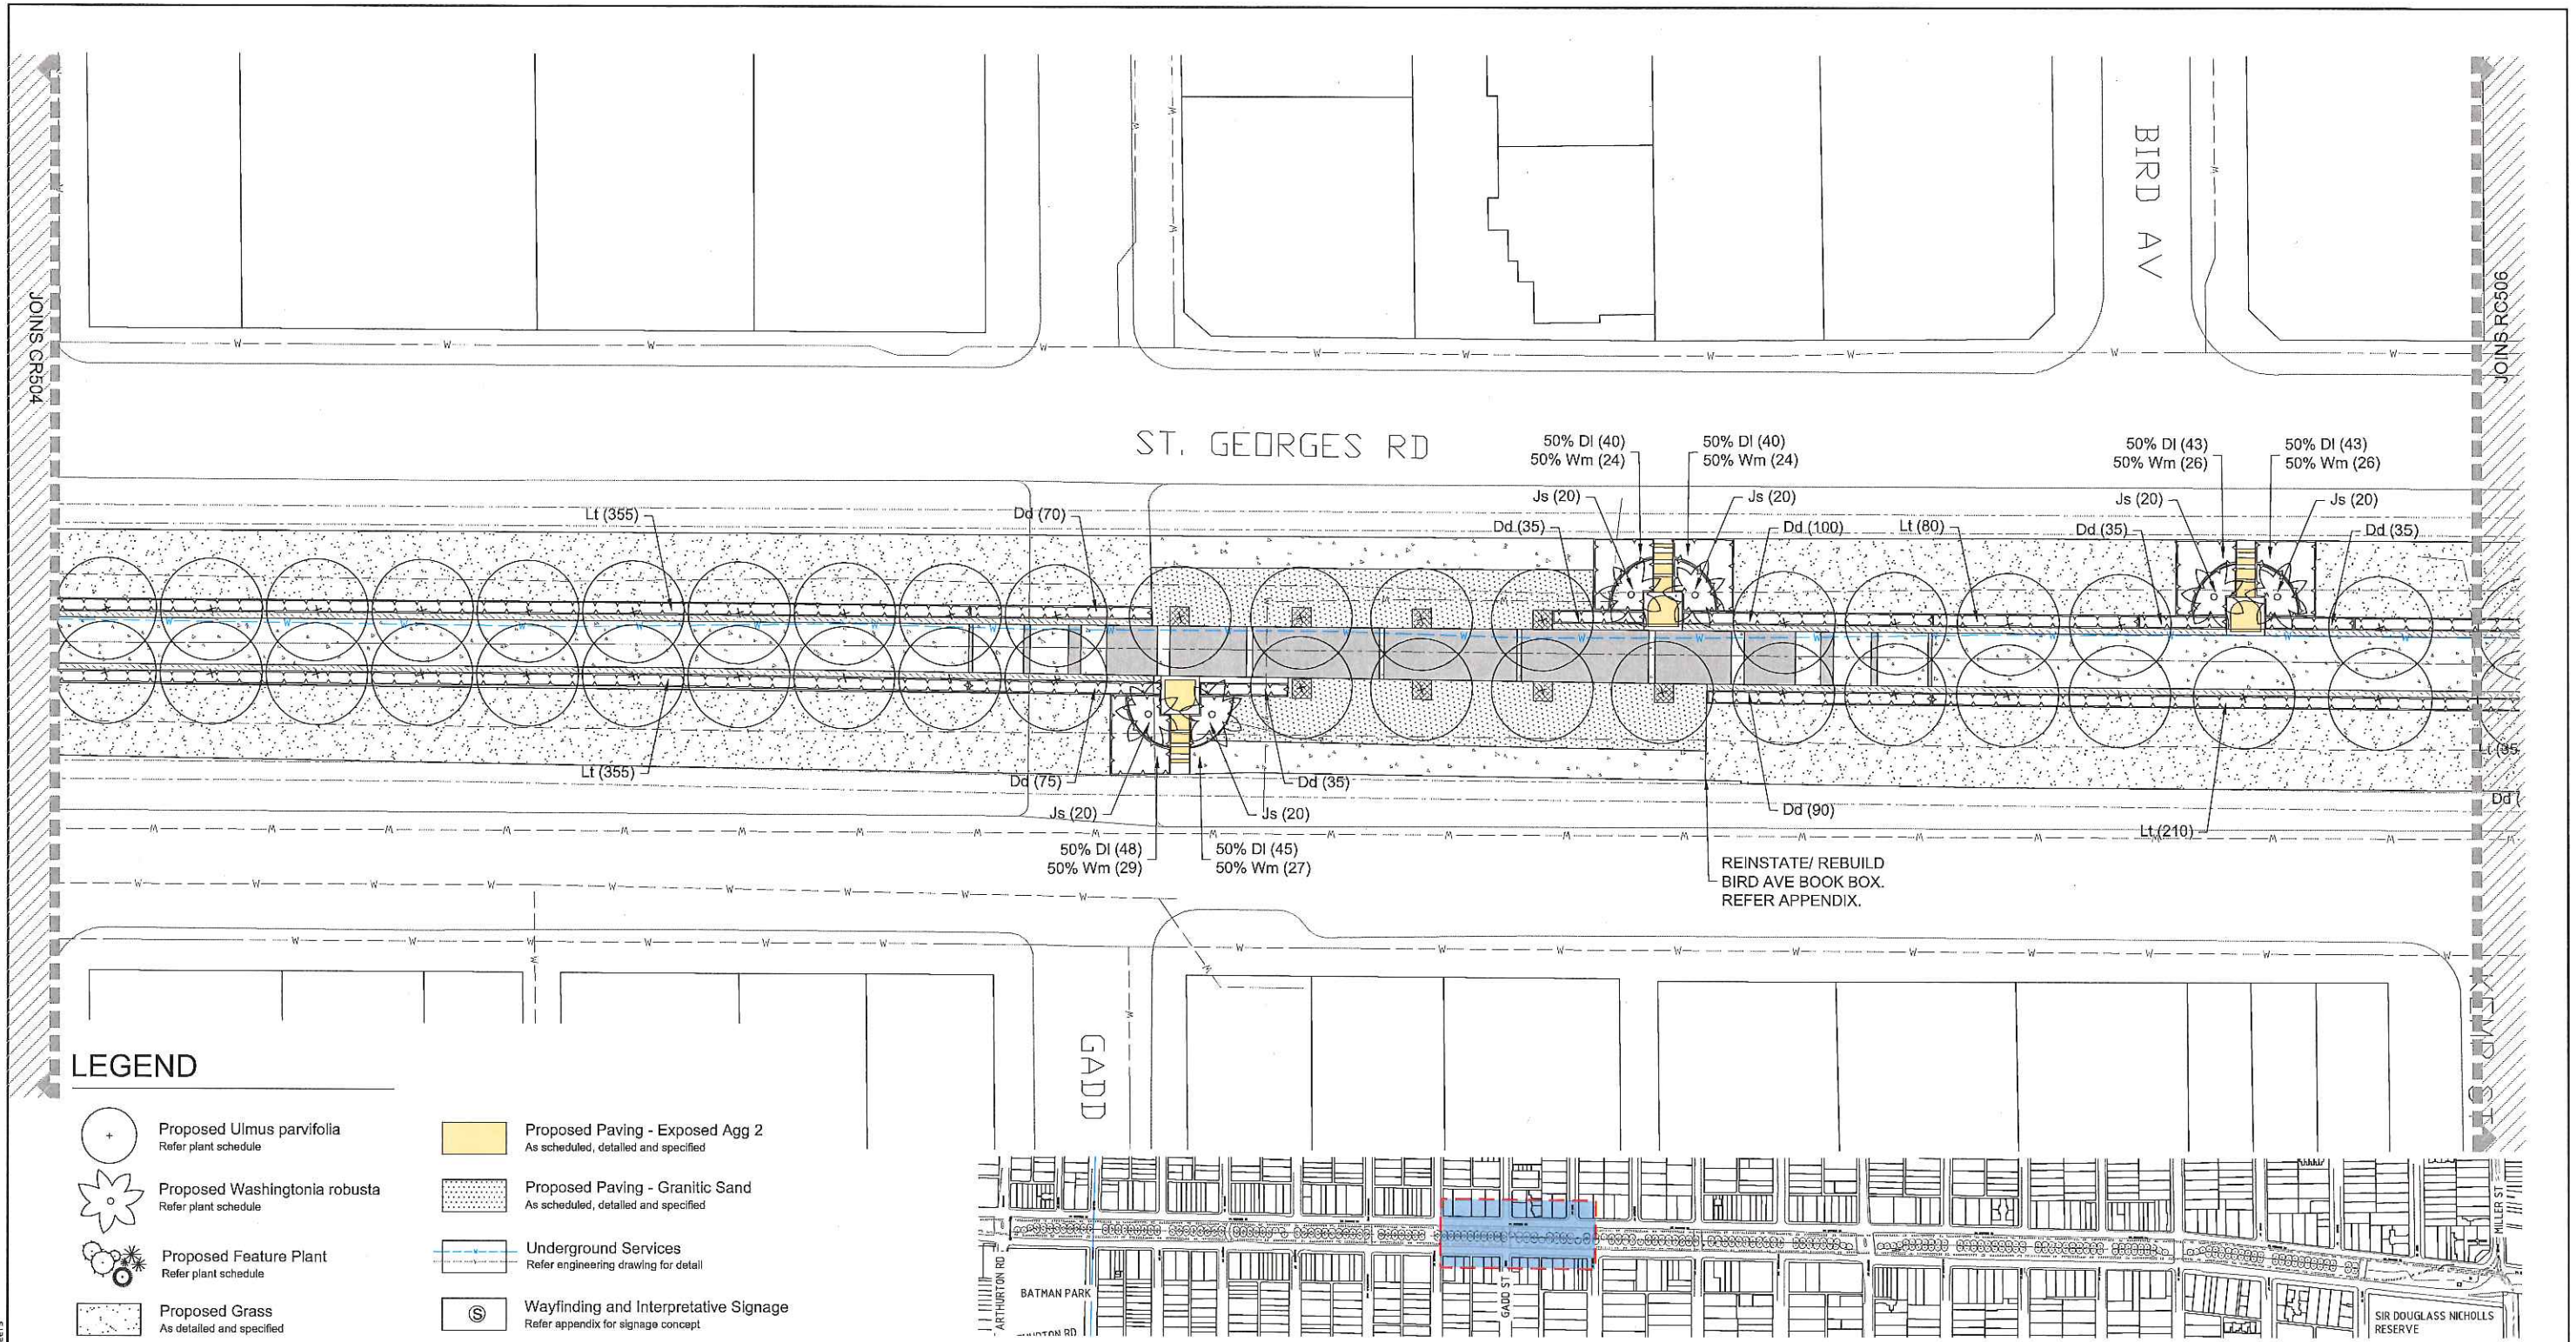 BIRD AV
JOINS CR504
JOINS RC506
ST. GEORGES RD
50% Dl (40)
50% Wm (24)
50% Dl (40)
50% Wm (24)
50% Dl (43)
50% Wm (26)
50% Dl (43)
50% Wm (26)
Js (20)
Js (20)
Js (20)
Js (20)
Lt (355)
Dd (70)
Dd (35)
Dd (100)
Lt (80)
Dd (35)
Dd (35)
Lt (355)
Dd (75)
Dd (35)
Js (20)
Js (20)
Dd (90)
Lt (210)
Lt (35
Dd (
50% Dl (48)
50% Wm (29)
50% Dl (45)
50% Wm (27)
REINSTATE/ REBUILD
BIRD AVE BOOK BOX.
REFER APPENDIX.
GADD
KEMP ST
LEGEND
Proposed Ulmus parvifolia
Refer plant schedule
Proposed Washingtonia robusta
Refer plant schedule
Proposed Feature Plant
Refer plant schedule
Proposed Grass
As detailed and specified
Proposed Paving - Exposed Agg 2
As scheduled, detailed and specified
Proposed Paving - Granitic Sand
As scheduled, detailed and specified
Underground Services
Refer engineering drawing for detail
S
Wayfinding and Interpretative Signage
Refer appendix for signage concept
ARTHURTON RD
BATMAN PARK
GADD ST
MILLER ST
SIR DOUGLASS NICHOLLS
RESERVE